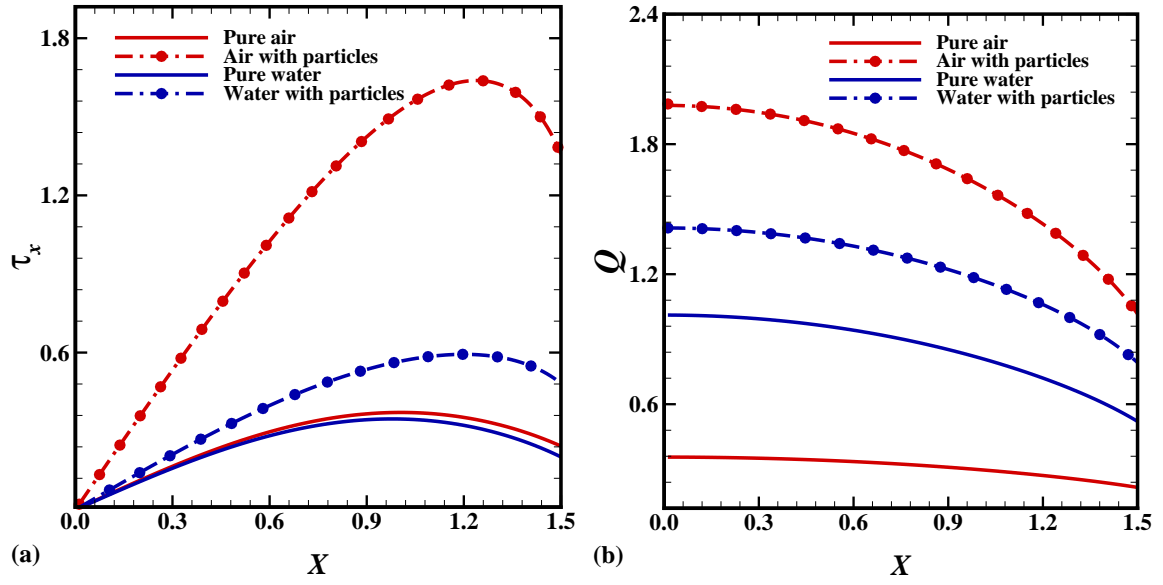 1.8
1.2
0.6
τx
Pure air
Air with particles
Pure water
Water with particles
0.0 0.3 0.6 0.9 1.2 1.5
(a)
X
2.4
1.8
1.2
0.6
Q
Pure air
Air with particles
Pure water
Water with particles
0.0 0.3 0.6 0.9 1.2 1.5
(b)
X